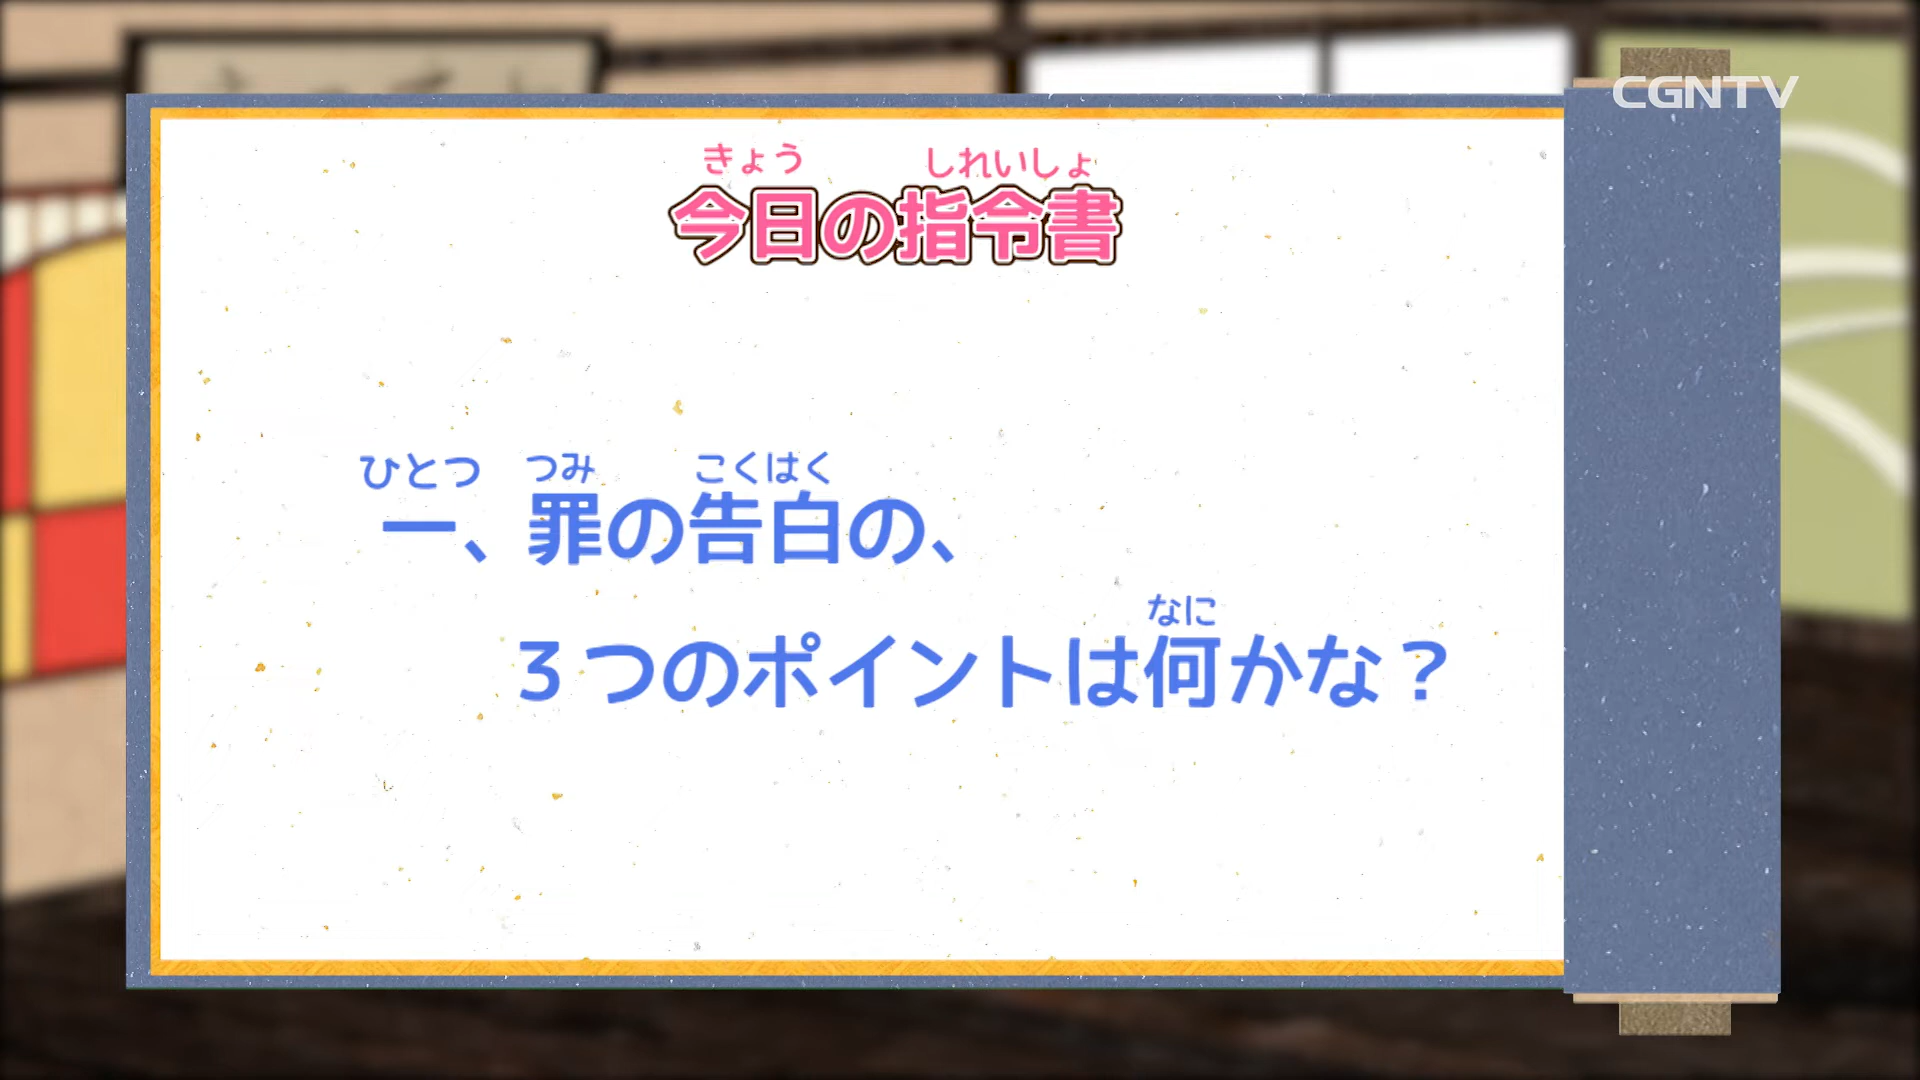 CGNTV
きょう しれいしょ
今日の指令書
ひとつ つみ こくはく
一、罪の告白の、
なに
３つのポイントは何かな？